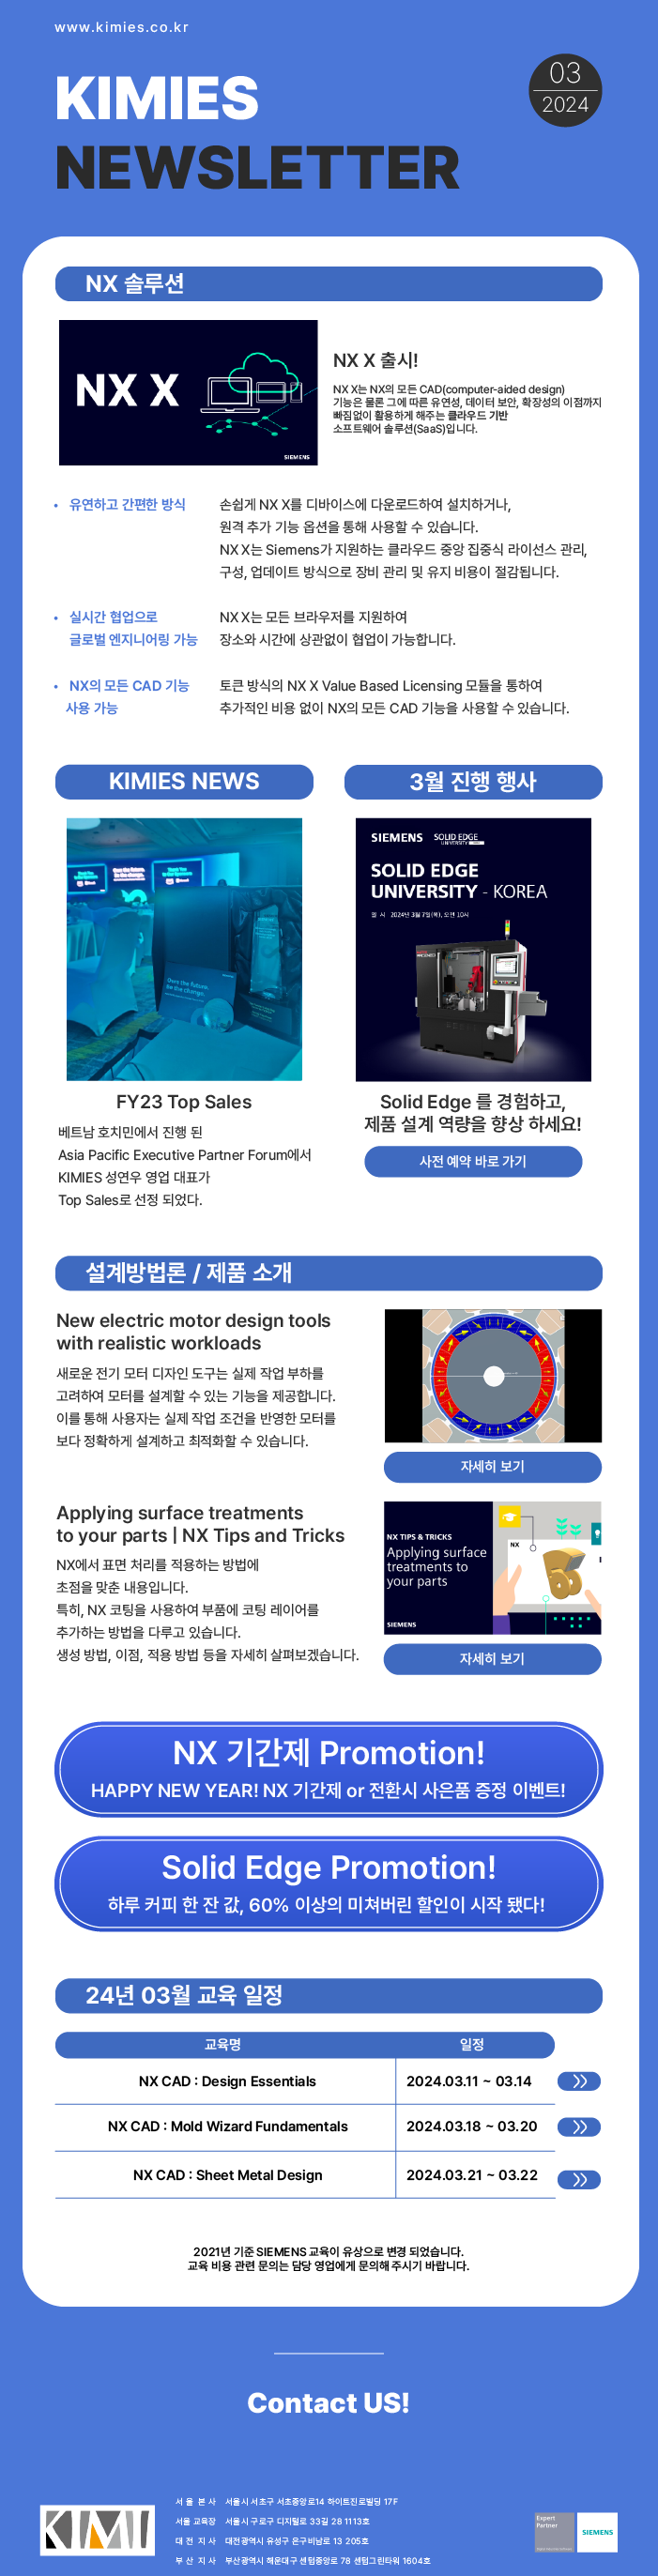 www.kimies.co.kr
KIMIES
NEWSLETTER
03
2024
NX 솔루션
NX X
SIEMENS
NX X 출시!
NX X는 NX의 모든 CAD(computer-aided design)
기능은 물론 그에 따른 유연성, 데이터 보안, 확장성의 이점까지
빠짐없이 활용하게 해주는 클라우드 기반
소프트웨어 솔루션(SaaS)입니다.
• 유연하고 간편한 방식
손쉽게 NX X를 디바이스에 다운로드하여 설치하거나,
원격 추가 기능 옵션을 통해 사용할 수 있습니다.
NX X는 Siemens가 지원하는 클라우드 중앙 집중식 라이선스 관리,
구성, 업데이트 방식으로 장비 관리 및 유지 비용이 절감됩니다.
• 실시간 협업으로
글로벌 엔지니어링 가능
NX X는 모든 브라우저를 지원하여
장소와 시간에 상관없이 협업이 가능합니다.
• NX의 모든 CAD 기능
사용 가능
토큰 방식의 NX X Value Based Licensing 모듈을 통하여
추가적인 비용 없이 NX의 모든 CAD 기능을 사용할 수 있습니다.
KIMIES NEWS
Own the future.
be the change.
FY23 Top Sales
베트남 호치민에서 진행 된
Asia Pacific Executive Partner Forum에서
KIMIES 성연우 영업 대표가
Top Sales로 선정 되었다.
3월 진행 행사
SIEMENS
SOLID EDGE
UNIVERSITY
SOLID EDGE
UNIVERSITY - KOREA
일 시 2024년 3월 7일(목), 오전 10시
Solid Edge 를 경험하고,
제품 설계 역량을 향상 하세요!
사전 예약 바로 가기
설계방법론 / 제품 소개
New electric motor design tools
with realistic workloads
새로운 전기 모터 디자인 도구는 실제 작업 부하를
고려하여 모터를 설계할 수 있는 기능을 제공합니다.
이를 통해 사용자는 실제 작업 조건을 반영한 모터를
보다 정확하게 설계하고 최적화할 수 있습니다.
자세히 보기
Applying surface treatments
to your parts | NX Tips and Tricks
NX에서 표면 처리를 적용하는 방법에
초점을 맞춘 내용입니다.
특히, NX 코팅을 사용하여 부품에 코팅 레이어를
추가하는 방법을 다루고 있습니다.
생성 방법, 이점, 적용 방법 등을 자세히 살펴보겠습니다.
NX TIPS & TRICKS
Applying surface
treatments to
your parts
SIEMENS
NX
자세히 보기
NX 기간제 Promotion!
HAPPY NEW YEAR! NX 기간제 or 전환시 사은품 증정 이벤트!
Solid Edge Promotion!
하루 커피 한 잔 값, 60% 이상의 미쳐버린 할인이 시작 됐다!
24년 03월 교육 일정
교육명 일정
NX CAD : Design Essentials 2024.03.11 ~ 03.14
NX CAD : Mold Wizard Fundamentals 2024.03.18 ~ 03.20
NX CAD : Sheet Metal Design 2024.03.21 ~ 03.22
2021년 기준 SIEMENS 교육이 유상으로 변경 되었습니다.
교육 비용 관련 문의는 담당 영업에게 문의해 주시기 바랍니다.
Contact US!
KIMI
서 울 본 사 서울시 서초구 서초중앙로14 하이트진로빌딩 17F
서울 교육장 서울시 구로구 디지털로 33길 28 1113호
대 전 지 사 대전광역시 유성구 은구비남로 13 205호
부 산 지 사 부산광역시 해운대구 센텀중앙로 78 센텀그린타워 1604호
Expert
Partner
SIEMENS